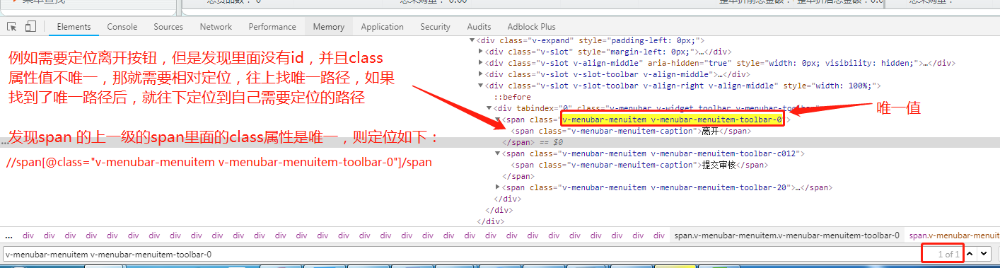 Elements Console Sources Network Performance Memory Application Security Audits Adblock Plus
例如需要定位离开按钮，但是发现里面没有id，并且class
属性值不唯一，那就需要相对定位，往上找唯一路径，如果
找到了唯一路径后，就往下定位到自己需要定位的路径
发现span 的上一级的span里面的class属性是唯一，则定位如下：
//span[@class="v-menubar-menuitem v-menubar-menuitem-toolbar-0"]/span
<div class="v-expand" style="padding-left: 0px;">
<div class="v-slot" style="margin-left: 0px;">…</div>
<div class="v-slot v-align-middle" aria-hidden="true" style="width: 0px; visibility: hidden;">…</div>
<div class="v-slot v-slot-toolbar v-align-middle">…</div>
<div class="v-slot v-slot-toolbar v-align-right v-align-middle" style="width: 100%;">
::before
<div tabindex="0" class="v-menubar v-widget toolbar v-menubar-toolbar"
<span class="v-menubar-menuitem v-menubar-menuitem-toolbar-0">
唯一值
<span class="v-menubar-menuitem-caption">离开</span>
…
</span> == $0
<span class="v-menubar-menuitem v-menubar-menuitem-toolbar-c012">
<span class="v-menubar-menuitem-caption">提交审核</span>
</span>
<span class="v-menubar-menuitem v-menubar-menuitem-toolbar-20">…</span>
</div>
</div>
</div>
… div div div div div div div div div div div div div div div div div div div div div div div div div div div div div div div span.v-menubar-menuitem.v-menubar-menuitem-toolbar-0 span.v-menubar-menuit
v-menubar-menuitem v-menubar-menuitem-toolbar-0 1 of 1